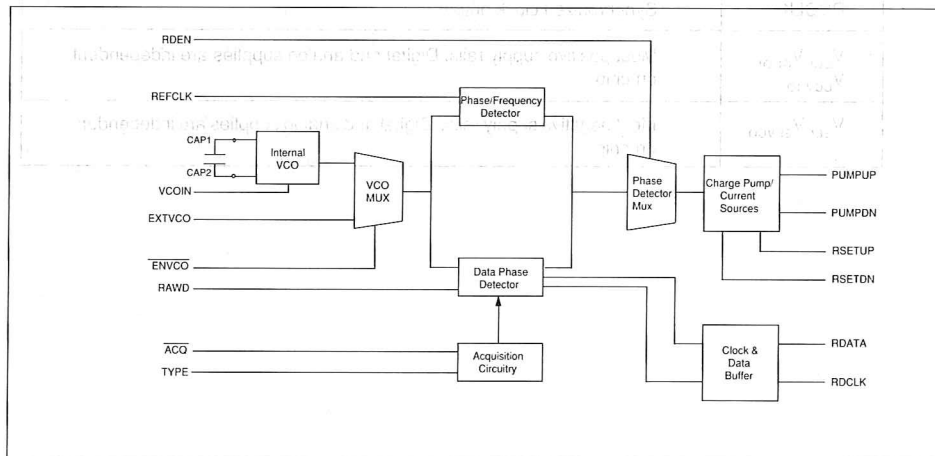 RDEN
REFCLK
Phase/Frequency
Detector
CAP1
Internal
VCO
CAP2
VCOIN
VCO
MUX
EXTVCO
Phase
Detector
Mux
Charge Pump/
Current
Sources
PUMPUP
PUMPDN
RSETUP
RSETDN
ENVCO
RAWD
Data Phase
Detector
ACQ
TYPE
Acquisition
Circuitry
Clock &
Data
Buffer
RDATA
RDCLK